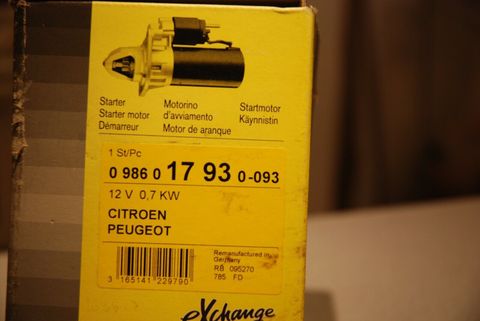 Starter
Starter motor
Démarreur
Motorino
d'avviamento
Motor de aranque
Startmotor
Käynnistin
1 St/Pc
0 986 0 17 93 0-093
12 V 0,7 KW
CITROEN
PEUGEOT
3 165141 229790
Remanufactured in
Germany
RB 095270
785 FD
eXchange